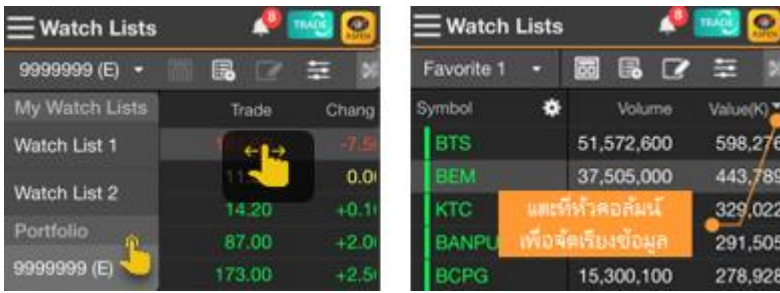 Watch Lists
8
TRADE
ASPEN
9999999 (E)
My Watch Lists
Trade
Chang
Watch List 1
-7.5
11.
0.0
Watch List 2
14.20
+0.1
Portfolio
87.00
+2.0
9999999 (E)
173.00
+2.5
Watch Lists
8
TRADE
ASPEN
Favorite 1
Symbol
Volume
Value(K)
BTS
51,572,600
598,276
BEM
37,505,000
443,789
KTC
329,022
แตะที่หัวคอลัมน์
เพื่อจัดเรียงข้อมูล
BANPU
291,505
BCPG
15,300,100
278,928